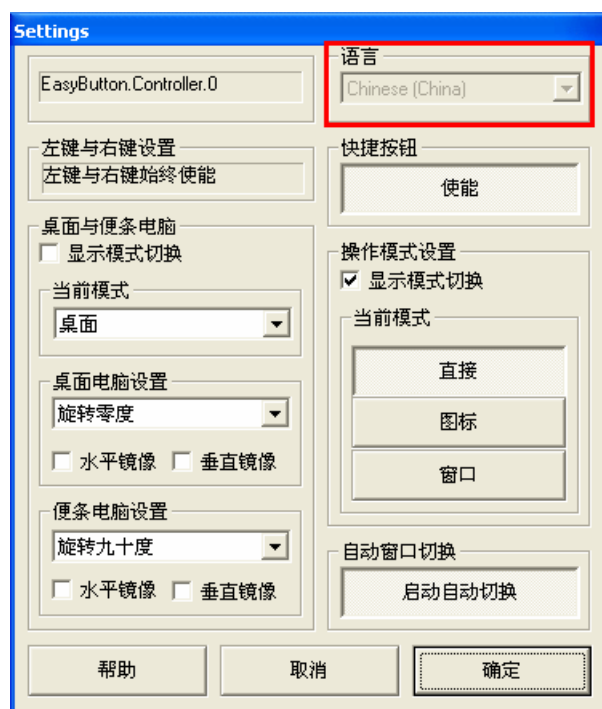 Settings
EasyButton.Controller.0
语言
Chinese (China)
左键与右键设置
左键与右键始终使能
快捷按钮
使能
桌面与便条电脑
显示模式切换
当前模式
桌面
桌面电脑设置
旋转零度
水平镜像 垂直镜像
便条电脑设置
旋转九十度
水平镜像 垂直镜像
操作模式设置
显示模式切换
当前模式
直接
图标
窗口
自动窗口切换
启动自动切换
帮助 取消 确定